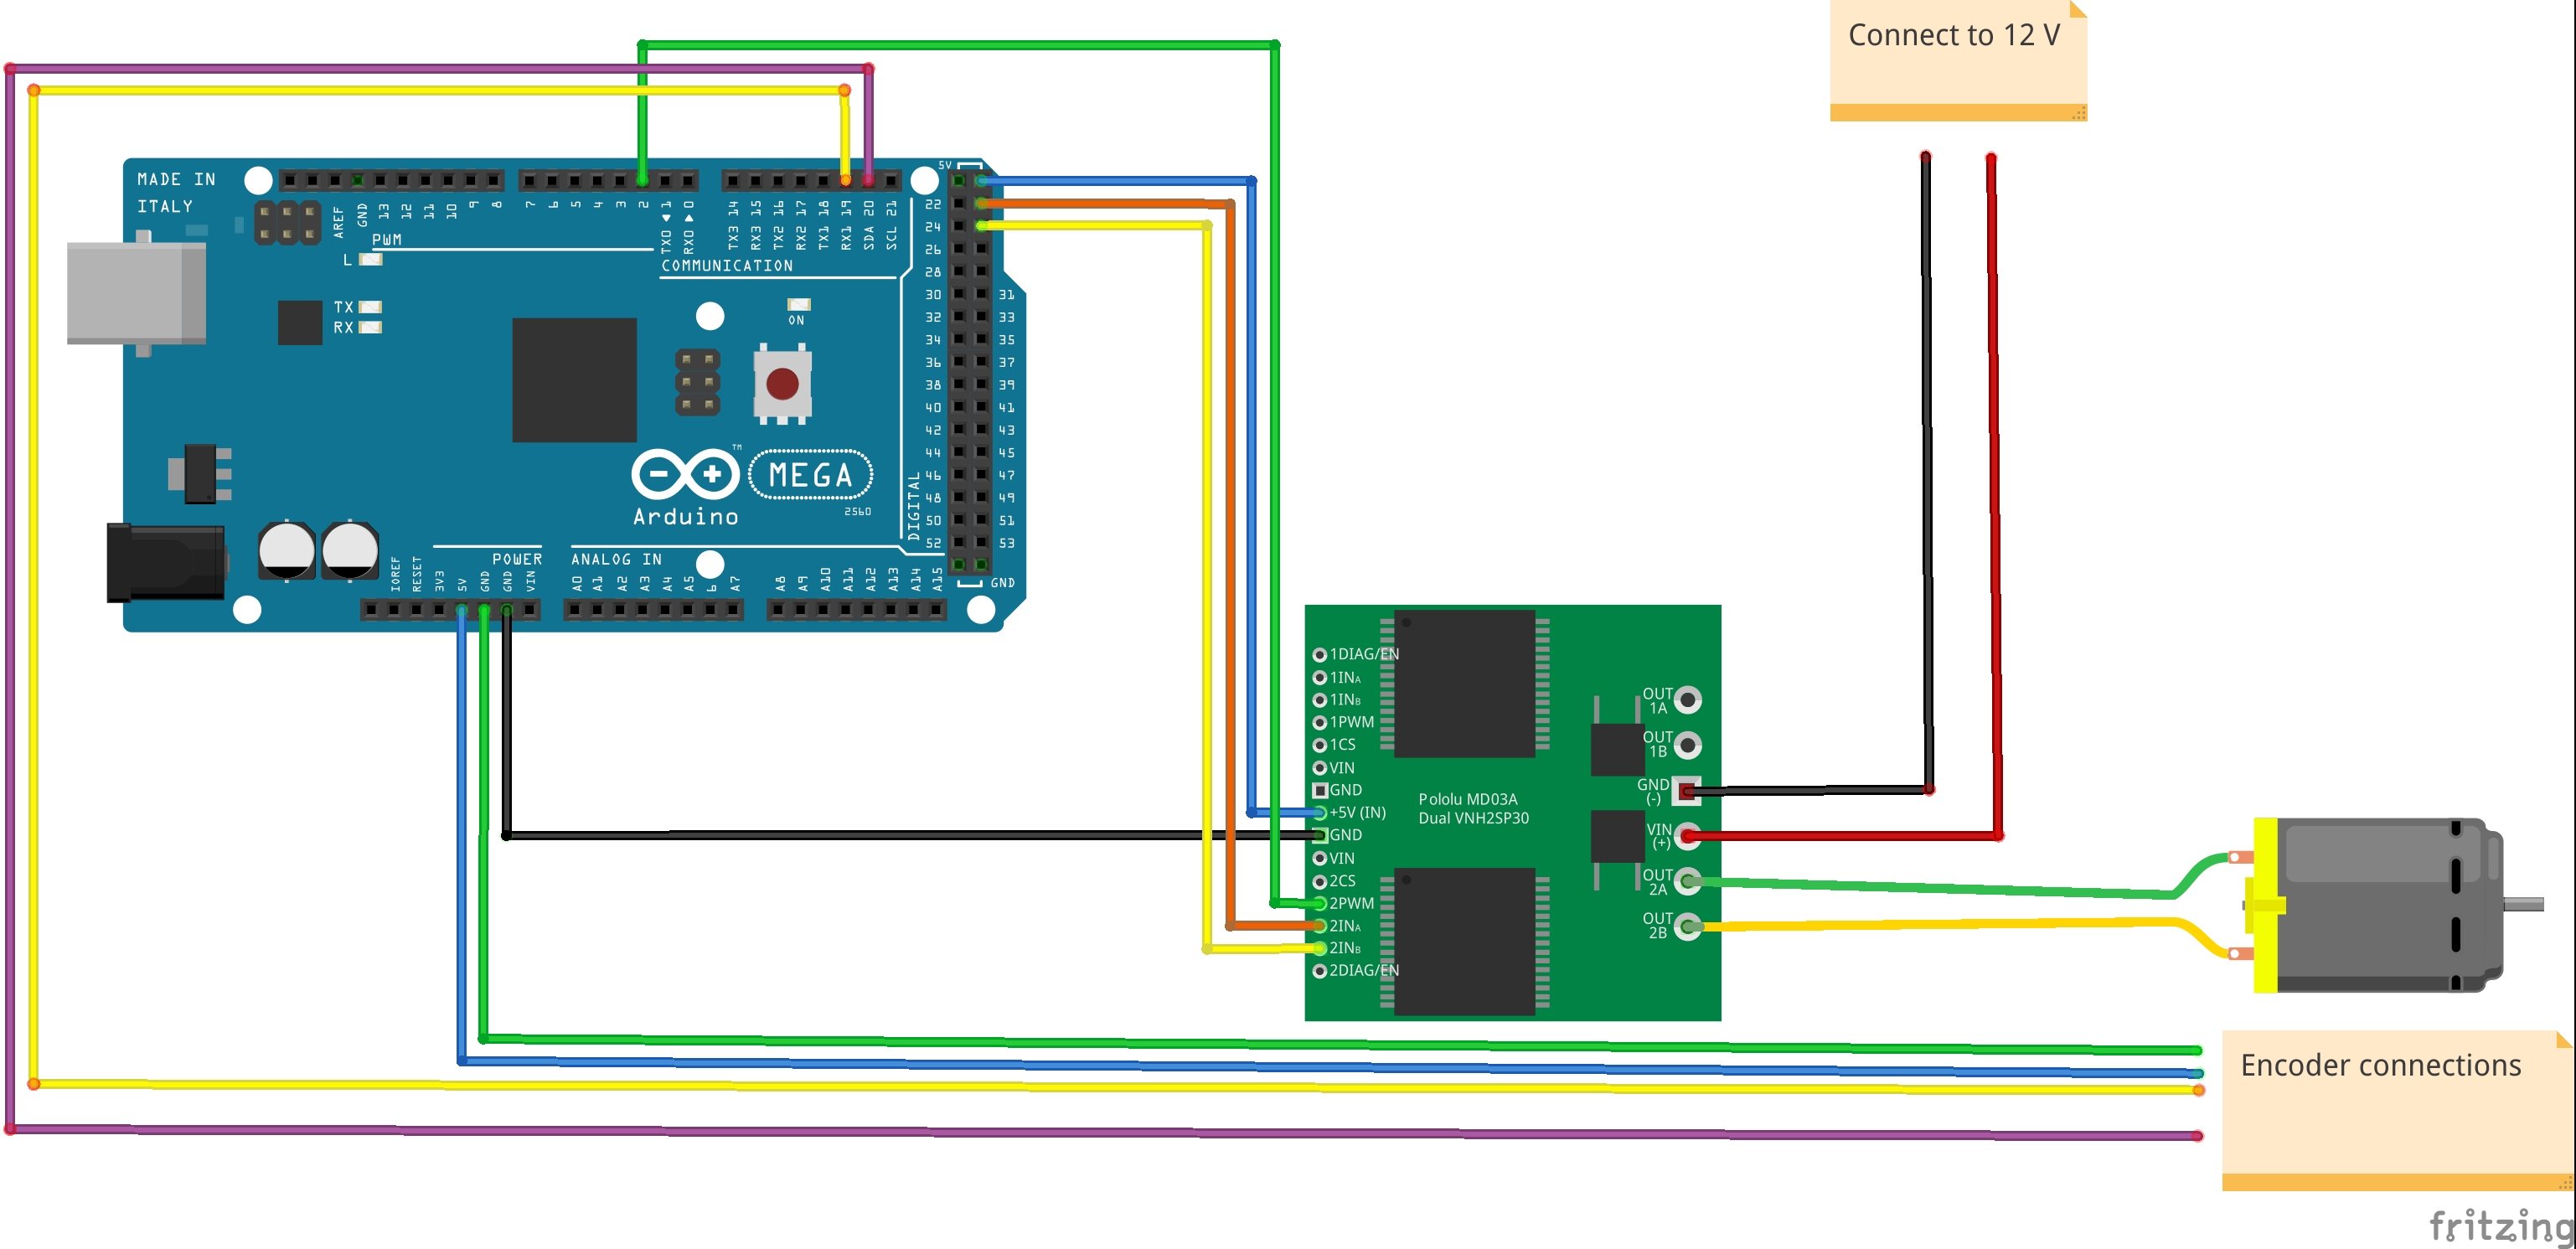 Connect to 12 V
MADE IN
ITALY
AREF
GND
13
12
11
10
9
8
7
6
5
4
3
2
TX0 1
RX0 0
TX3 14
RX3 15
TX2 16
RX2 17
TX1 18
RX1 19
SDA 20
SCL 21
5V
PWM
COMMUNICATION
L
TX
RX
ON
22
24
26
28
30 31
32 33
34 35
36 37
38 39
40 41
42 43
44 45
46 47
48 49
50 51
52 53
GND
DIGITAL
TM
MEGA
2560
Arduino
POWER
ANALOG IN
IOREF
RESET
3V3
5V
GND
GND
VIN
A0
A1
A2
A3
A4
A5
6
A7
A8
A9
A10
A11
A12
A13
A14
A15
1DIAG/EN
1INA
1INB
1PWM
1CS
VIN
GND
+5V (IN)
GND
VIN
2CS
2PWM
2INA
2INB
2DIAG/EN
Pololu MD03A
Dual VNH2SP30
OUT
1A
OUT
1B
GND
(-)
VIN
(+)
OUT
2A
OUT
2B
Encoder connections
fritzing